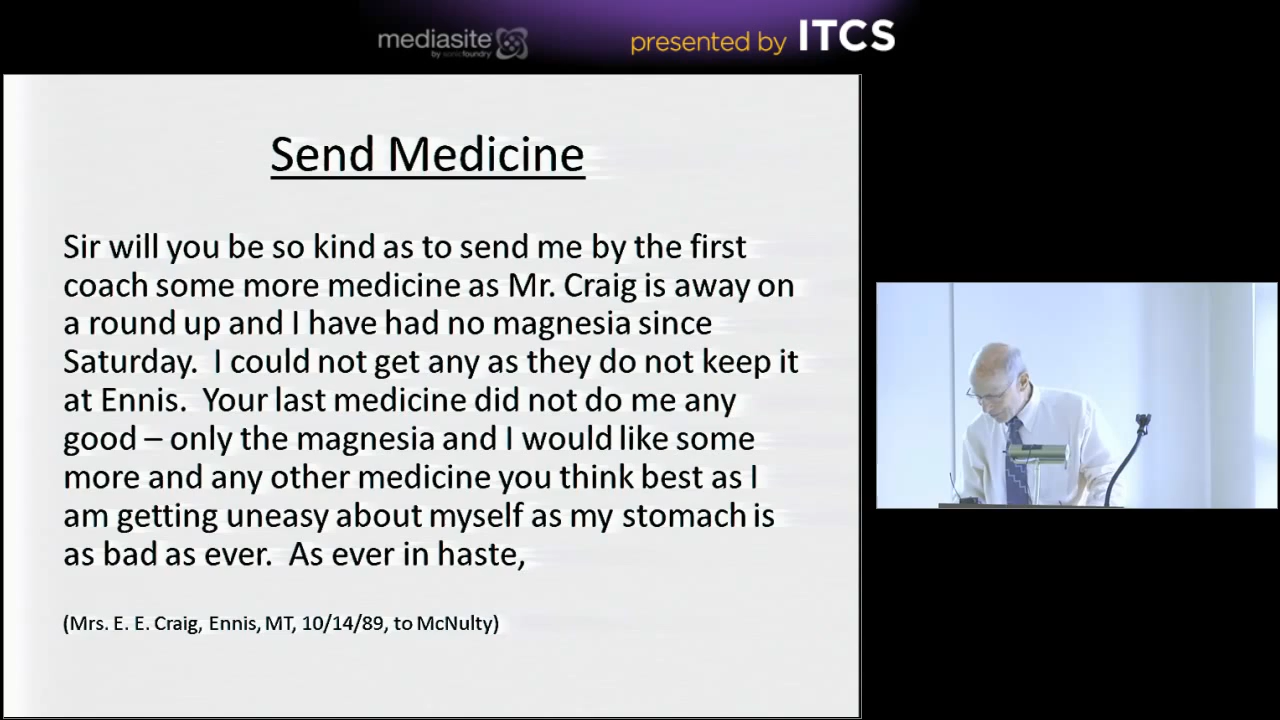 mediasite
by sonicfoundry
presented by ITCS
Send Medicine
Sir will you be so kind as to send me by the first
coach some more medicine as Mr. Craig is away on
a round up and I have had no magnesia since
Saturday.  I could not get any as they do not keep it
at Ennis.  Your last medicine did not do me any
good – only the magnesia and I would like some
more and any other medicine you think best as I
am getting uneasy about myself as my stomach is
as bad as ever.  As ever in haste,
(Mrs. E. E. Craig, Ennis, MT, 10/14/89, to McNulty)